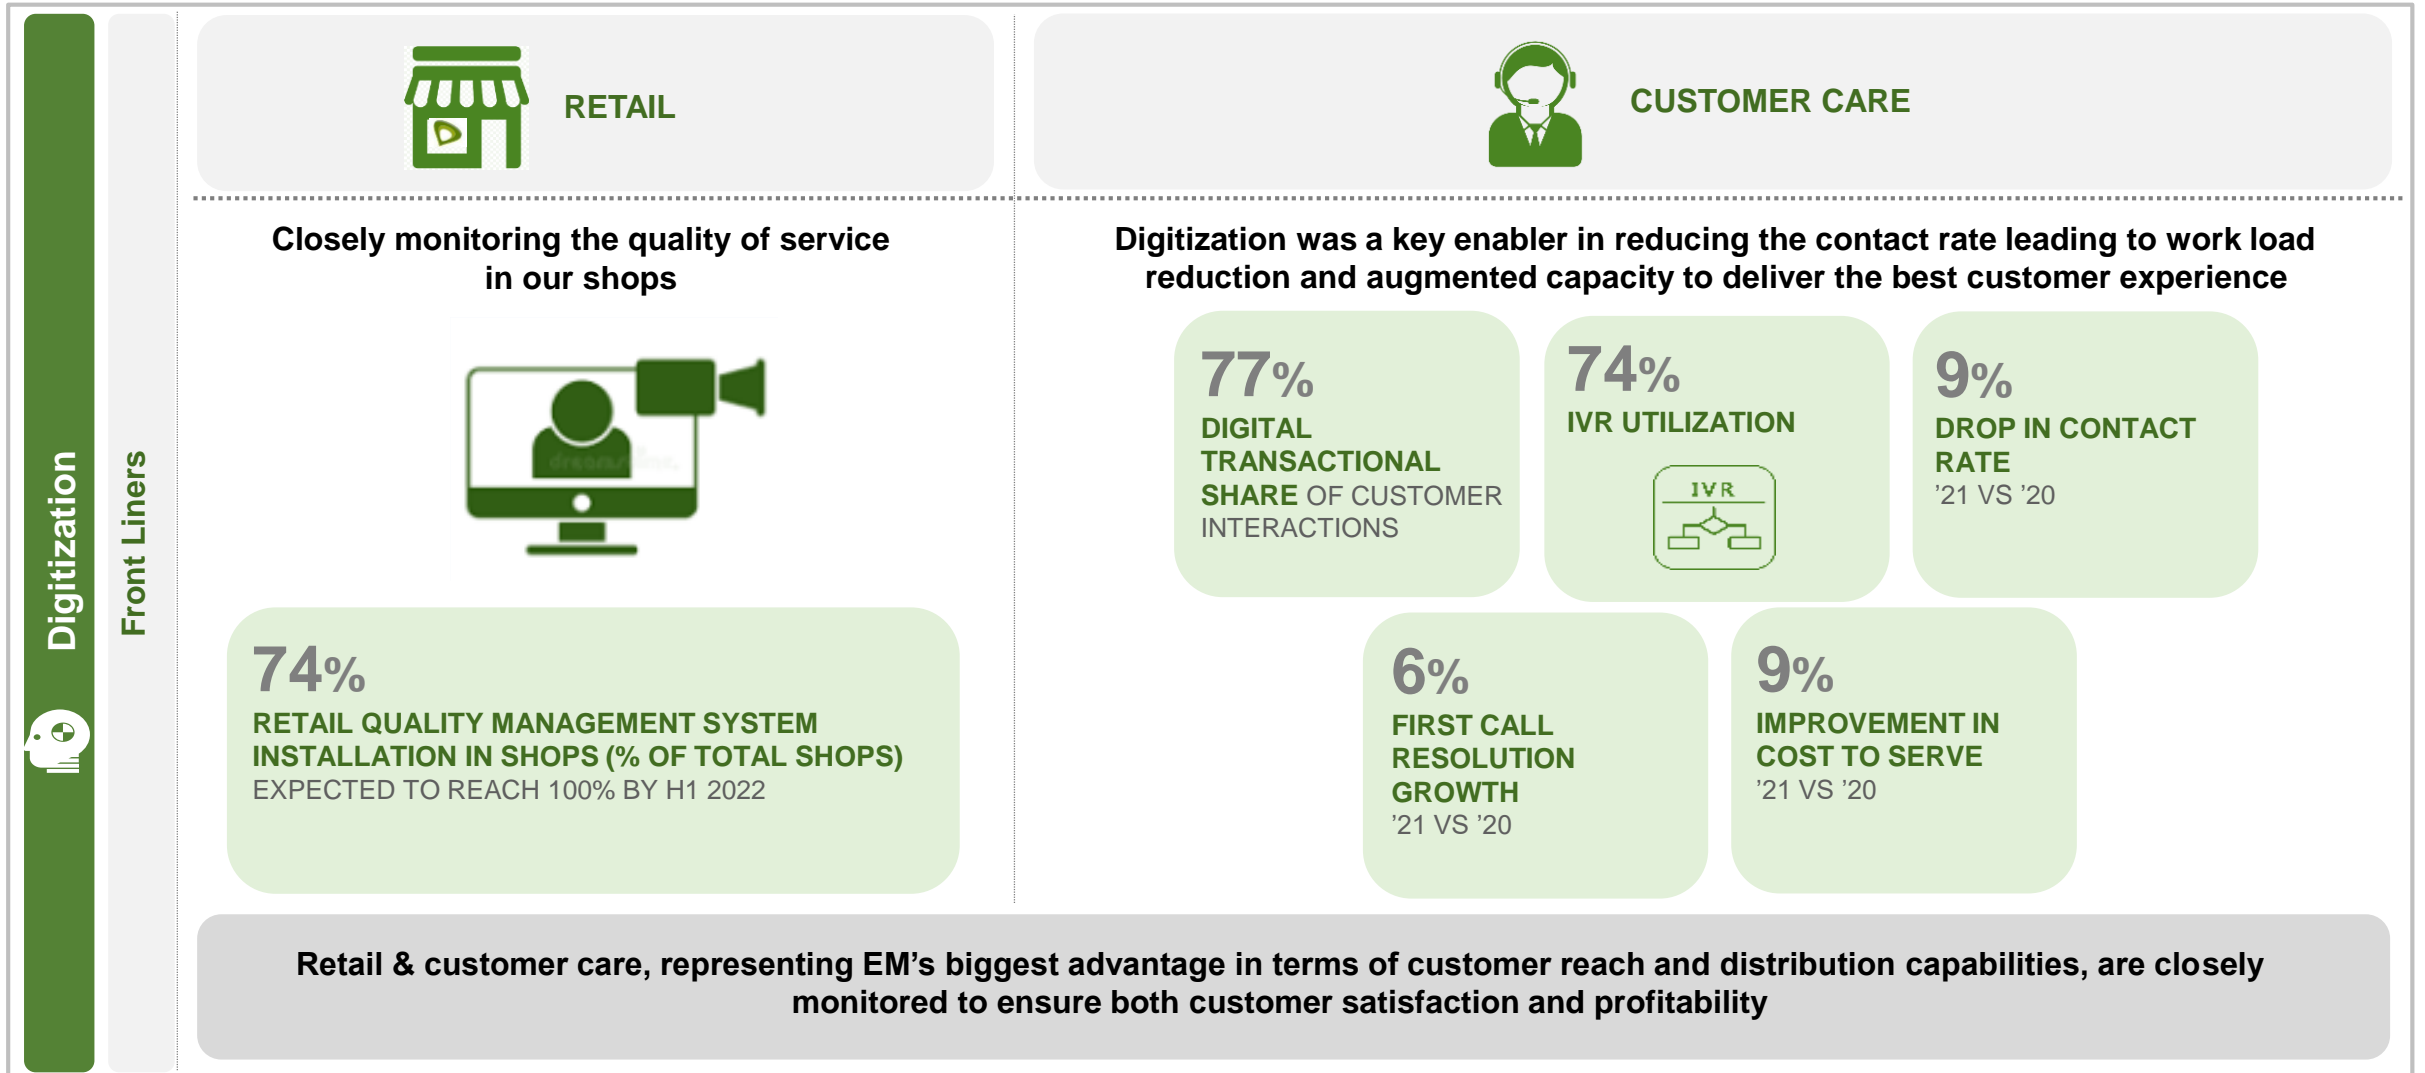 Digitization
Front Liners
RETAIL
Closely monitoring the quality of service
in our shops
74%
RETAIL QUALITY MANAGEMENT SYSTEM
INSTALLATION IN SHOPS (% OF TOTAL SHOPS)
EXPECTED TO REACH 100% BY H1 2022
CUSTOMER CARE
Digitization was a key enabler in reducing the contact rate leading to work load
reduction and augmented capacity to deliver the best customer experience
77%
DIGITAL
TRANSACTIONAL
SHARE OF CUSTOMER
INTERACTIONS
74%
IVR UTILIZATION
IVR
9%
DROP IN CONTACT
RATE
’21 VS ’20
6%
FIRST CALL
RESOLUTION
GROWTH
’21 VS ’20
9%
IMPROVEMENT IN
COST TO SERVE
’21 VS ’20
Retail & customer care, representing EM’s biggest advantage in terms of customer reach and distribution capabilities, are closely
monitored to ensure both customer satisfaction and profitability